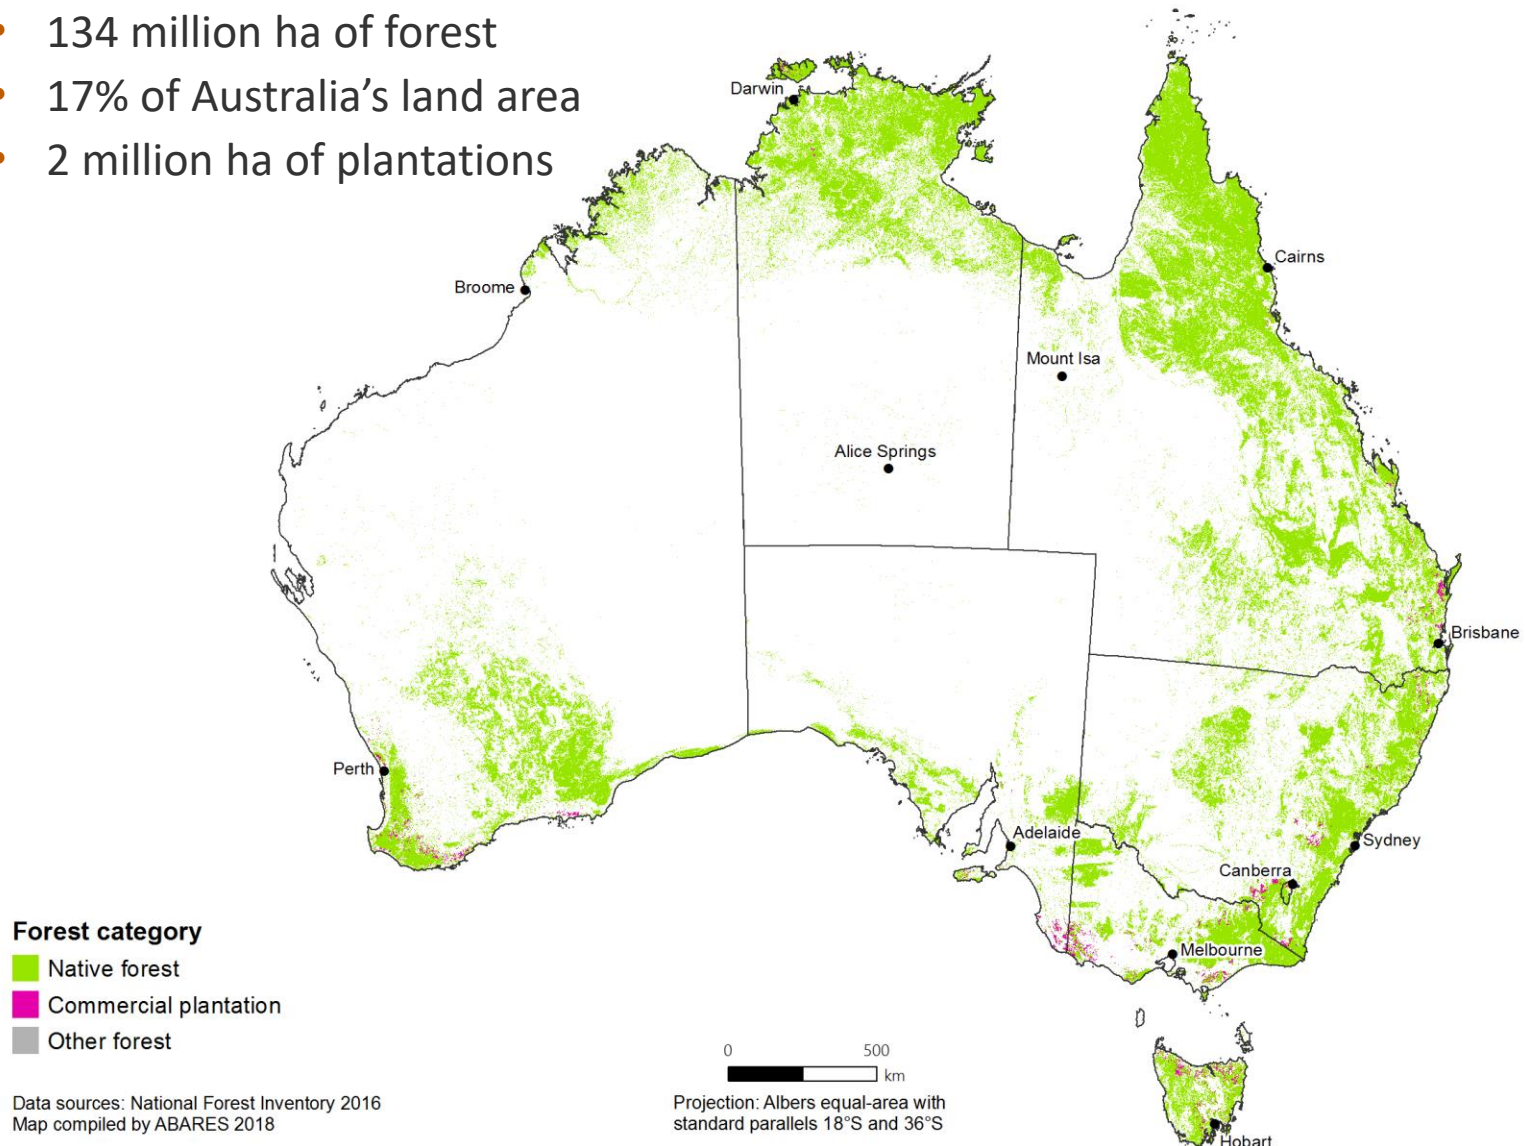 • 134 million ha of forest
• 17% of Australia’s land area
• 2 million ha of plantations
Darwin
Broome
Cairns
Mount Isa
Alice Springs
Brisbane
Perth
Adelaide
Sydney
Canberra
Melbourne
Hobart
Forest category
Native forest
Commercial plantation
Other forest
0 500
km
Data sources: National Forest Inventory 2016
Map compiled by ABARES 2018
Projection: Albers equal-area with
standard parallels 18°S and 36°S